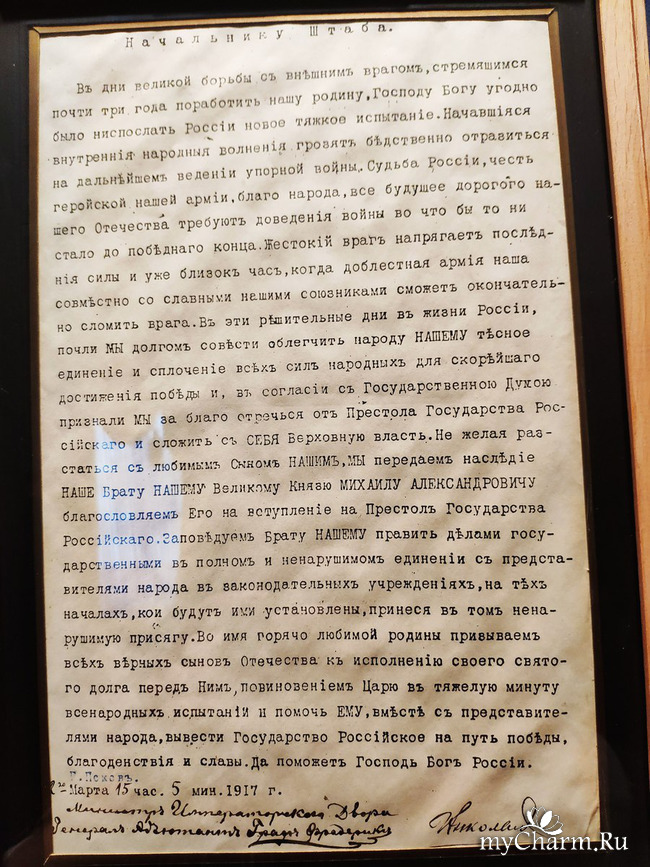 Начальнику Штаба.
Въ дни великой борьбы съ внѣшнимъ врагомъ,стремящимся
почти три года поработить нашу родину,Господу Богу угодно
было ниспослать Россіи новое тяжкое испытаніе.Начавшіяся
внутреннія народныя волненія грозятъ бѣдственно отразиться
на дальнѣйшемъ веденіи упорной войны.Судьба Россіи,честь
геройской нашей арміи,благо народа,все будущее дорогого на-
шего Отечества требуютъ доведенія войны во что бы то ни
стало до побѣднаго конца.Жестокій врагъ напрягаетъ послѣд-
нія силы и уже близокъ часъ,когда доблестная армія наша
совмѣстно со славными нашими союзниками сможетъ окончатель-
но сломить врага.Въ эти рѣшительные дни въ жизни Россіи,
почли МЫ долгомъ совѣсти облегчить народу НАШЕМУ тѣсное
единеніе и сплоченіе всѣхъ силъ народныхъ для скорѣйшаго
достиженія побѣды и, въ согласіи съ Государственною Думою
признали МЫ за благо отречься отъ Престола Государства Рос-
сійскаго и сложить съ СЕБЯ Верховную власть.Не желая раз-
статься съ любимымъ Сыномъ НАШИМЪ,МЫ передаемъ наслѣдіе
НАШЕ Брату НАШЕМУ Великому Князю МИХАИЛУ АЛЕКСАНДРОВИЧУ
благословляемъ Его на вступленіе на Престолъ Государства
Россійскаго.Заповѣдуемъ Брату НАШЕМУ править дѣлами госу-
дарственными въ полномъ и ненарушимомъ единеніи съ предста-
вителями народа въ законодательныхъ учрежденіяхъ,на тѣхъ
началахъ,кои будутъ ими установлены,принеся въ томъ нена-
рушимую присягу.Во имя горячо любимой родины призываемъ
всѣхъ вѣрныхъ сыновъ Отечества къ исполненію своего свято-
го долга передъ Нимъ,повиновеніемъ Царю въ тяжелую минуту
всенародныхъ испытаній и помочь ЕМУ,вмѣстѣ съ представите-
лями народа,вывести Государство Россійское на путь побѣды,
благоденствія и славы.Да поможетъ Господь Богъ Россіи.
Г.Псковъ.
2го Марта 15 час. 5 мин. 1917 г.
Министръ Императорскаго Двора
Генералъ Адъютантъ Графъ Фредериксъ
Николай
myCharm.Ru